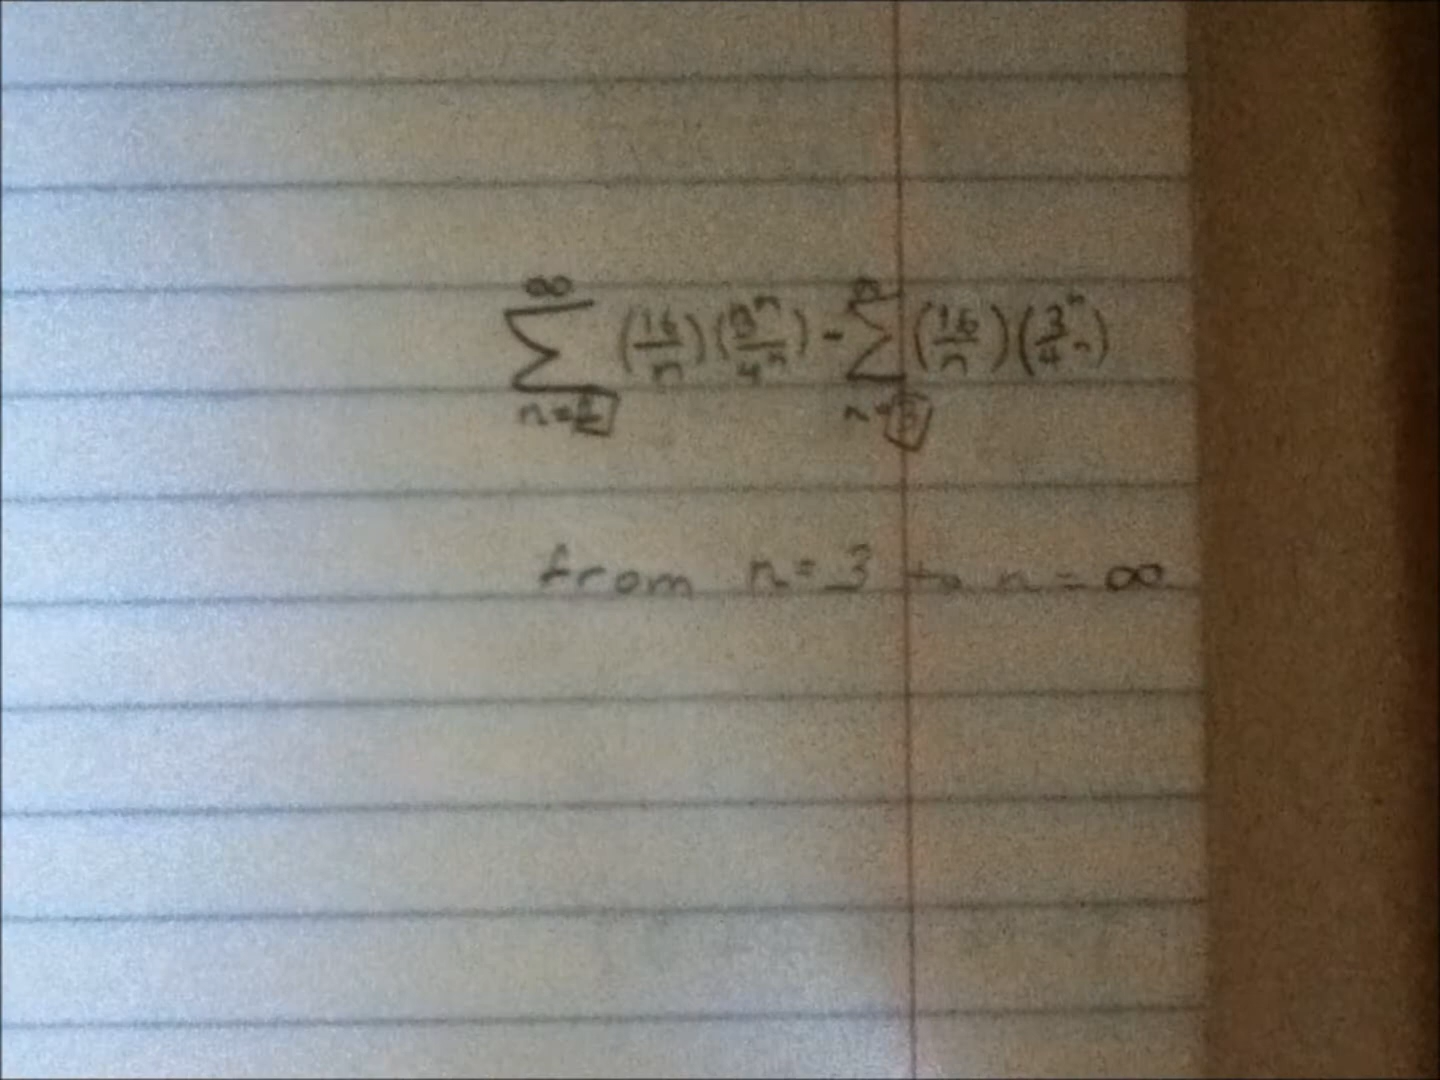 ∞ ∞
∑ (16/n)(3ⁿ/4ⁿ) - ∑ (16/n)(3ⁿ/4ⁿ)
n= n=
from n=3 to n=∞